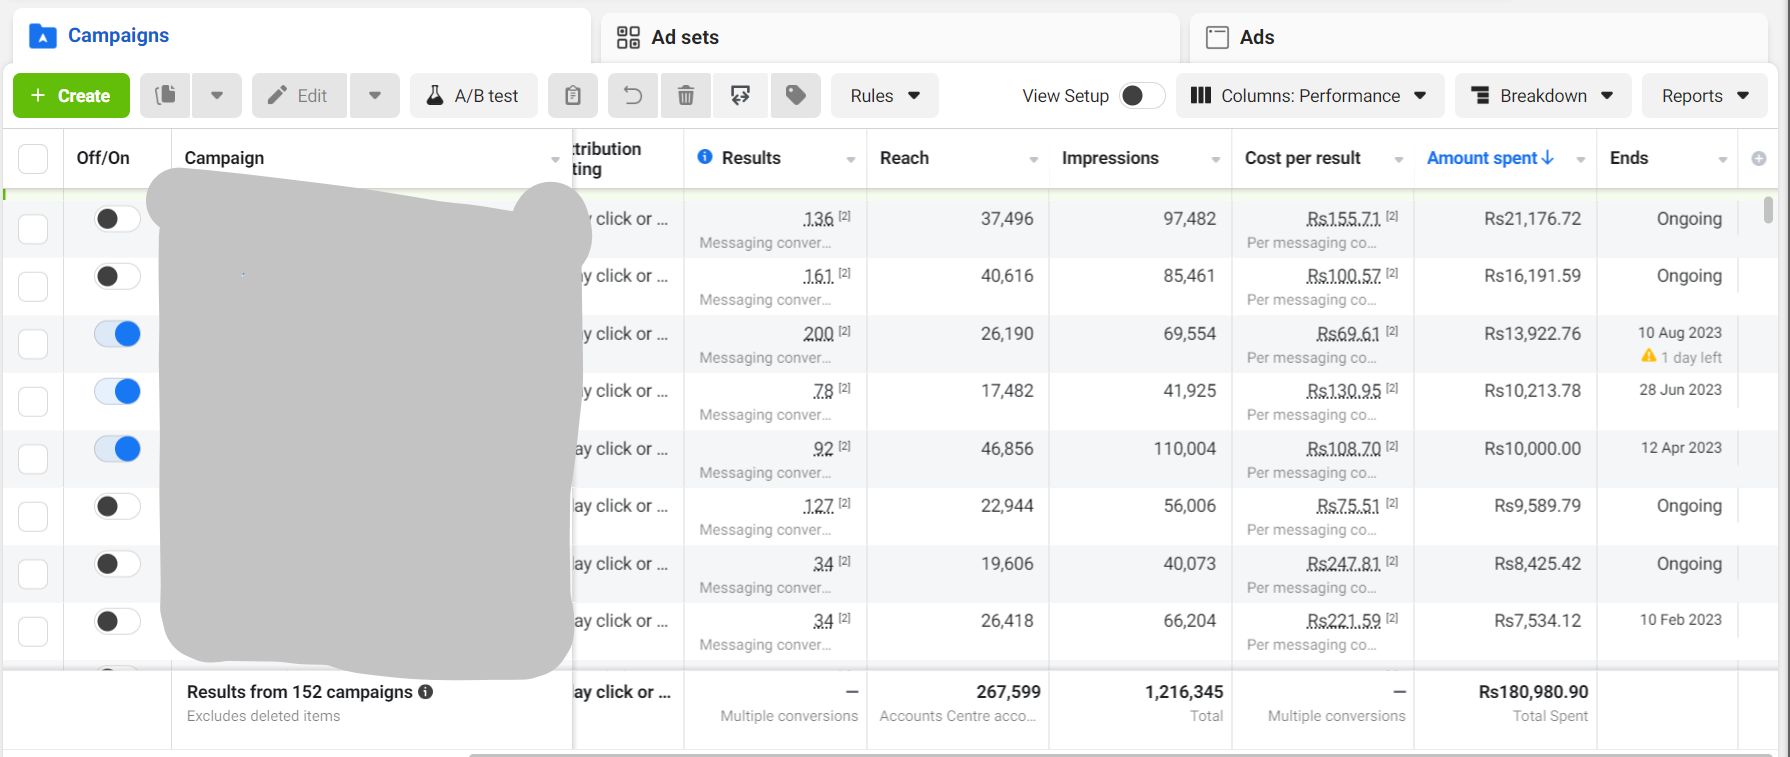 Campaigns
Ad sets
Ads
+ Create
Edit
A/B test
Rules
View Setup
Columns: Performance
Breakdown
Reports
Off/On
Campaign
tribution
ting
Results
Reach
Impressions
Cost per result
Amount spent↓
Ends
y click or ... 136 [2] 37,496 97,482 Rs155.71 [2] Rs21,176.72 Ongoing
Messaging conver... Per messaging co...
ay click or ... 161 [2] 40,616 85,461 Rs100.57 [2] Rs16,191.59 Ongoing
Messaging conver... Per messaging co...
ay click or ... 200 [2] 26,190 69,554 Rs69.61 [2] Rs13,922.76 10 Aug 2023
Messaging conver... Per messaging co... 1 day left
ay click or ... 78 [2] 17,482 41,925 Rs130.95 [2] Rs10,213.78 28 Jun 2023
Messaging conver... Per messaging co...
ay click or ... 92 [2] 46,856 110,004 Rs108.70 [2] Rs10,000.00 12 Apr 2023
Messaging conver... Per messaging co...
lay click or ... 127 [2] 22,944 56,006 Rs75.51 [2] Rs9,589.79 Ongoing
Messaging conver... Per messaging co...
lay click or ... 34 [2] 19,606 40,073 Rs247.81 [2] Rs8,425.42 Ongoing
Messaging conver... Per messaging co...
ay click or ... 34 [2] 26,418 66,204 Rs221.59 [2] Rs7,534.12 10 Feb 2023
Messaging conver... Per messaging co...
Results from 152 campaigns ay click or ... — 267,599 1,216,345 — Rs180,980.90
Excludes deleted items Multiple conversions Accounts Centre acco... Total Multiple conversions Total Spent